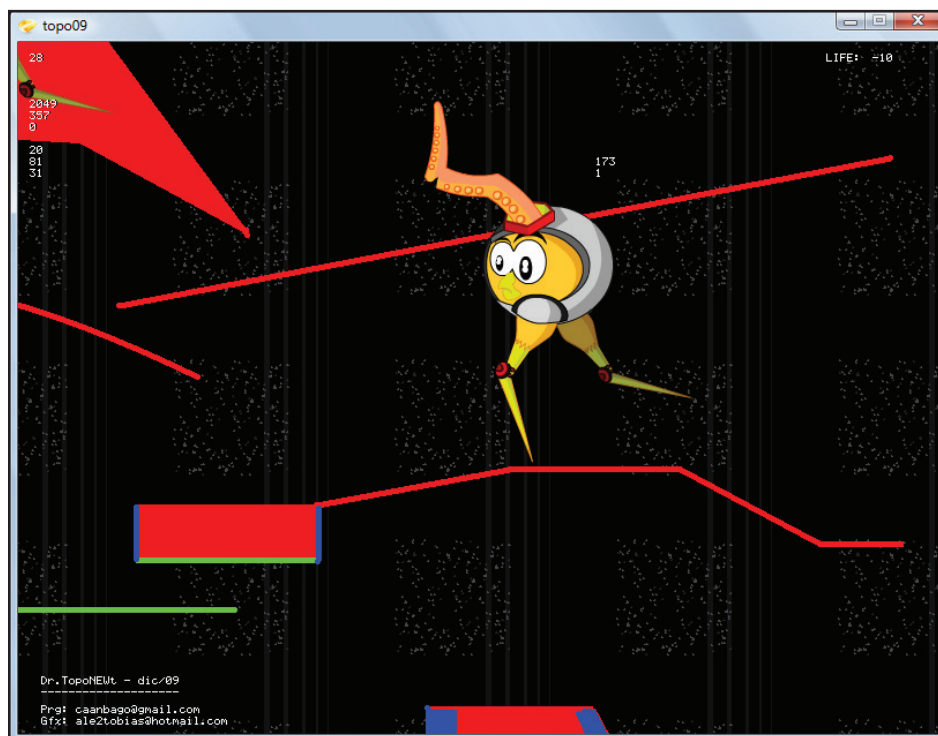 topo09
28
LIFE: -10
2049
357
0
20
81
31
173
1
Dr.TopoNEWt - dic/09
--------------------
Prg: caanbago@gmail.com
Gfx: ale2tobias@hotmail.com